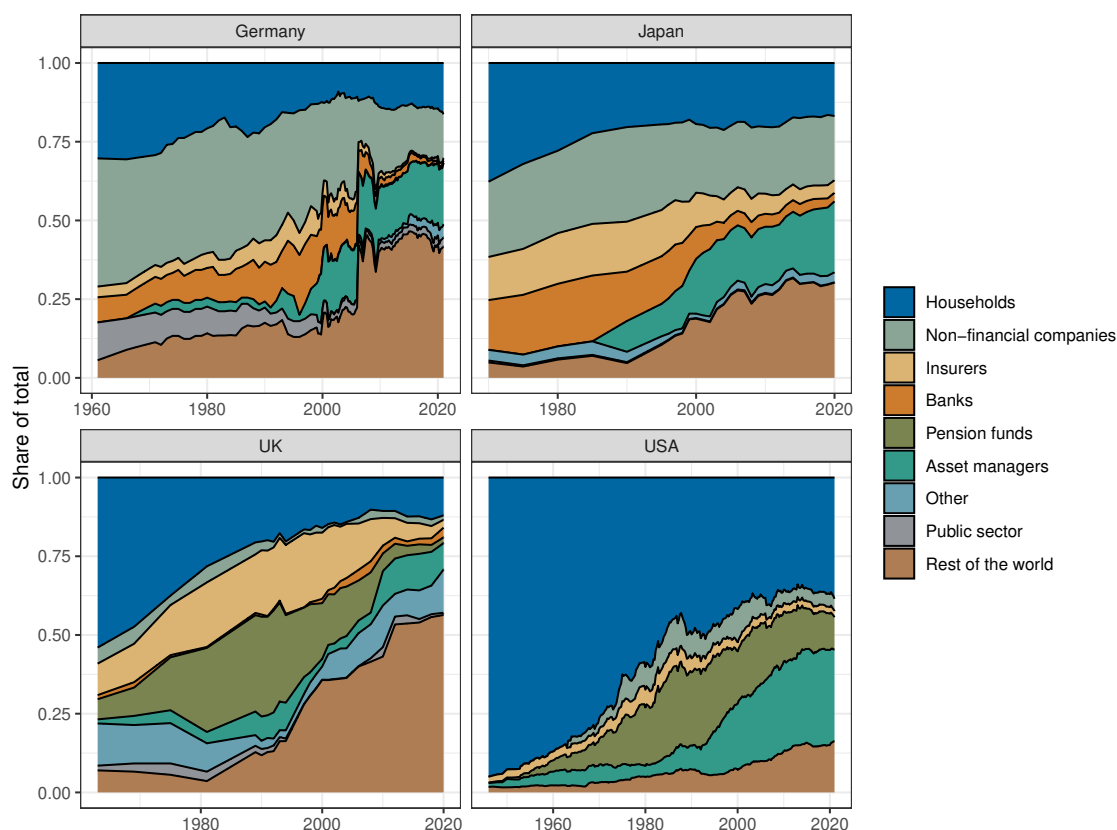 Germany
Japan
1.00
0.75
0.50
0.25
0.00
1960
1980
2000
2020
1980
2000
2020
UK
USA
1.00
0.75
0.50
0.25
0.00
1980
2000
2020
1960
1980
2000
2020
Share of total
Households
Non−financial companies
Insurers
Banks
Pension funds
Asset managers
Other
Public sector
Rest of the world